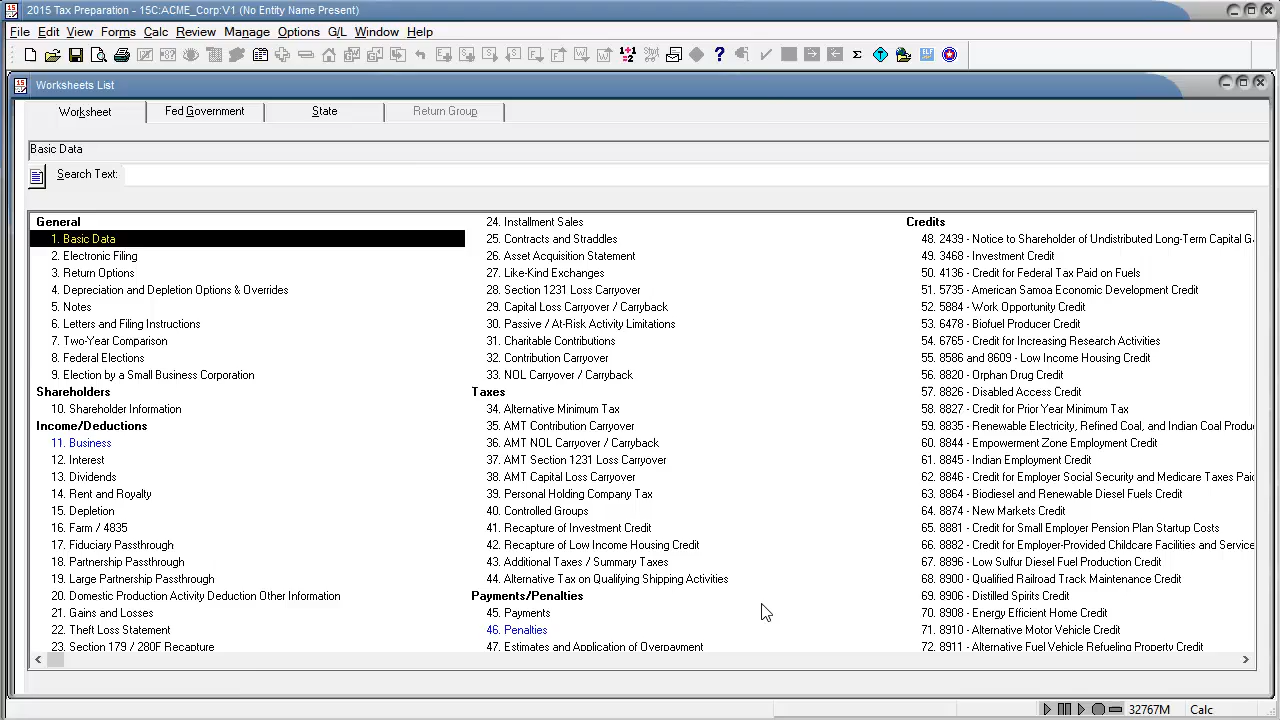 2015 Tax Preparation - 15C:ACME_Corp:V1 (No Entity Name Present)
File Edit View Forms Calc Review Manage Options G/L Window Help
Worksheets List
Worksheet Fed Government State Return Group
Basic Data
Search Text:
General
1. Basic Data
2. Electronic Filing
3. Return Options
4. Depreciation and Depletion Options & Overrides
5. Notes
6. Letters and Filing Instructions
7. Two-Year Comparison
8. Federal Elections
9. Election by a Small Business Corporation
Shareholders
10. Shareholder Information
Income/Deductions
11. Business
12. Interest
13. Dividends
14. Rent and Royalty
15. Depletion
16. Farm / 4835
17. Fiduciary Passthrough
18. Partnership Passthrough
19. Large Partnership Passthrough
20. Domestic Production Activity Deduction Other Information
21. Gains and Losses
22. Theft Loss Statement
23. Section 179 / 280F Recapture
24. Installment Sales
25. Contracts and Straddles
26. Asset Acquisition Statement
27. Like-Kind Exchanges
28. Section 1231 Loss Carryover
29. Capital Loss Carryover / Carryback
30. Passive / At-Risk Activity Limitations
31. Charitable Contributions
32. Contribution Carryover
33. NOL Carryover / Carryback
Taxes
34. Alternative Minimum Tax
35. AMT Contribution Carryover
36. AMT NOL Carryover / Carryback
37. AMT Section 1231 Loss Carryover
38. AMT Capital Loss Carryover
39. Personal Holding Company Tax
40. Controlled Groups
41. Recapture of Investment Credit
42. Recapture of Low Income Housing Credit
43. Additional Taxes / Summary Taxes
44. Alternative Tax on Qualifying Shipping Activities
Payments/Penalties
45. Payments
46. Penalties
47. Estimates and Application of Overpayment
Credits
48. 2439 - Notice to Shareholder of Undistributed Long-Term Capital G
49. 3468 - Investment Credit
50. 4136 - Credit for Federal Tax Paid on Fuels
51. 5735 - American Samoa Economic Development Credit
52. 5884 - Work Opportunity Credit
53. 6478 - Biofuel Producer Credit
54. 6765 - Credit for Increasing Research Activities
55. 8586 and 8609 - Low Income Housing Credit
56. 8820 - Orphan Drug Credit
57. 8826 - Disabled Access Credit
58. 8827 - Credit for Prior Year Minimum Tax
59. 8835 - Renewable Electricity, Refined Coal, and Indian Coal Produ
60. 8844 - Empowerment Zone Employment Credit
61. 8845 - Indian Employment Credit
62. 8846 - Credit for Employer Social Security and Medicare Taxes Paid
63. 8864 - Biodiesel and Renewable Diesel Fuels Credit
64. 8874 - New Markets Credit
65. 8881 - Credit for Small Employer Pension Plan Startup Costs
66. 8882 - Credit for Employer-Provided Childcare Facilities and Service
67. 8896 - Low Sulfur Diesel Fuel Production Credit
68. 8900 - Qualified Railroad Track Maintenance Credit
69. 8906 - Distilled Spirits Credit
70. 8908 - Energy Efficient Home Credit
71. 8910 - Alternative Motor Vehicle Credit
72. 8911 - Alternative Fuel Vehicle Refueling Property Credit
32767M Calc